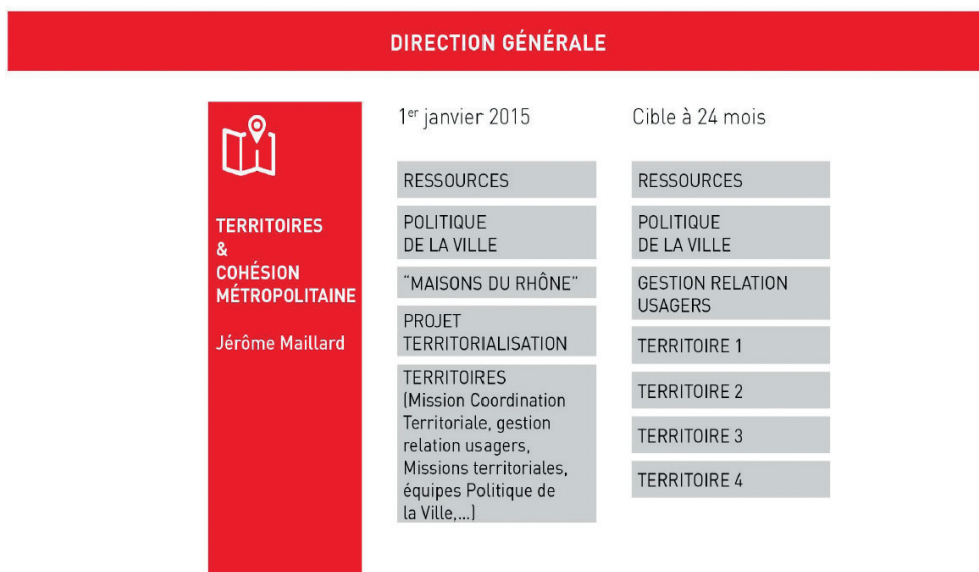 DIRECTION GÉNÉRALE
TERRITOIRES
&
COHÉSION
MÉTROPOLITAINE
Jérôme Maillard
1er janvier 2015
RESSOURCES
POLITIQUE
DE LA VILLE
“MAISONS DU RHÔNE”
PROJET
TERRITORIALISATION
TERRITOIRES
(Mission Coordination
Territoriale, gestion
relation usagers,
Missions territoriales,
équipes Politique de
la Ville,...)
Cible à 24 mois
RESSOURCES
POLITIQUE
DE LA VILLE
GESTION RELATION
USAGERS
TERRITOIRE 1
TERRITOIRE 2
TERRITOIRE 3
TERRITOIRE 4